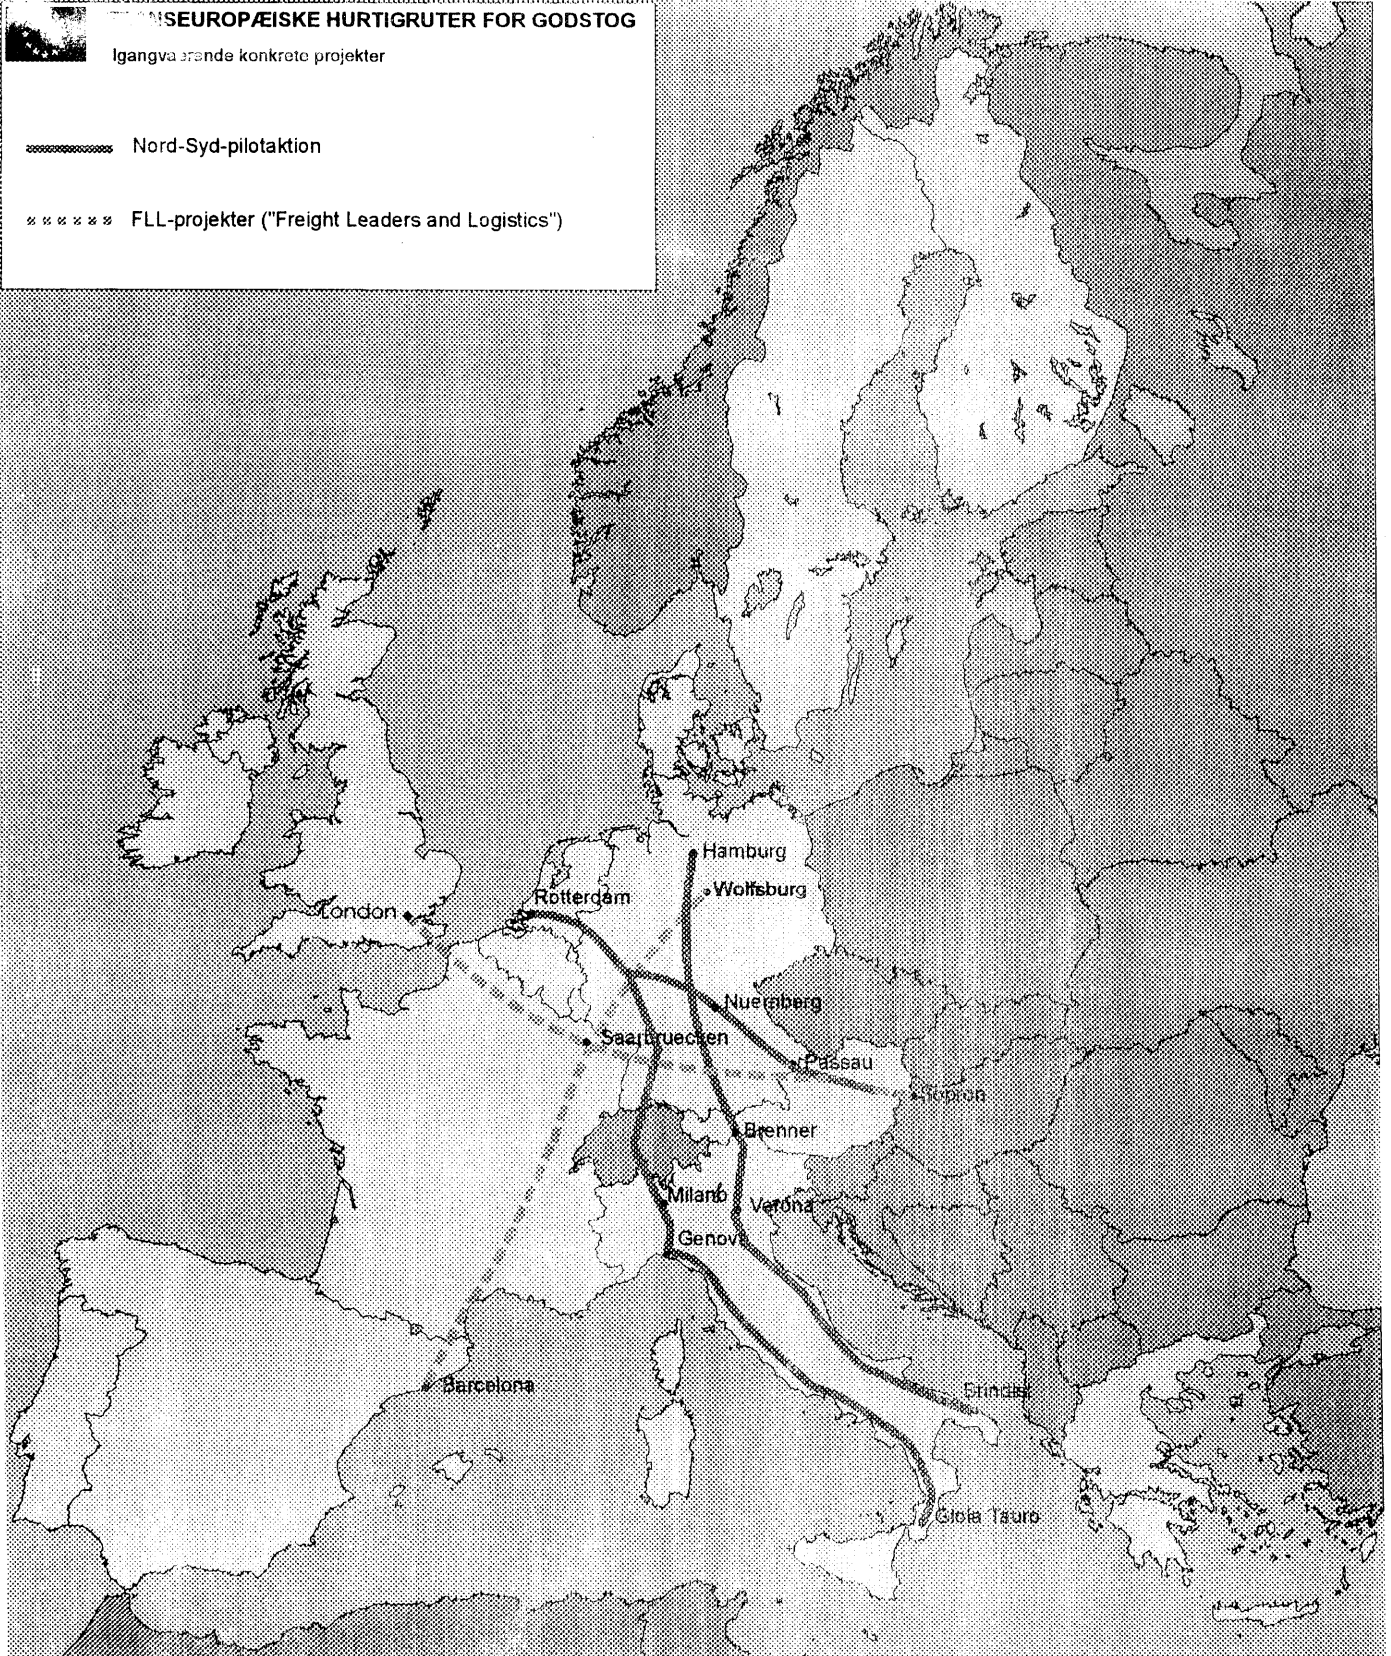 NSEUROPÆISKE HURTIGRUTER FOR GODSTOG
Igangværende konkrete projekter
Nord-Syd-pilotaktion
FLL-projekter ("Freight Leaders and Logistics")
Hamburg
Wolfsburg
Rotterdam
London
Nuernberg
Saarbruecken
Passau
Sopron
Brenner
Milano
Verona
Genova
Barcelona
Brindisi
Gioia Tauro